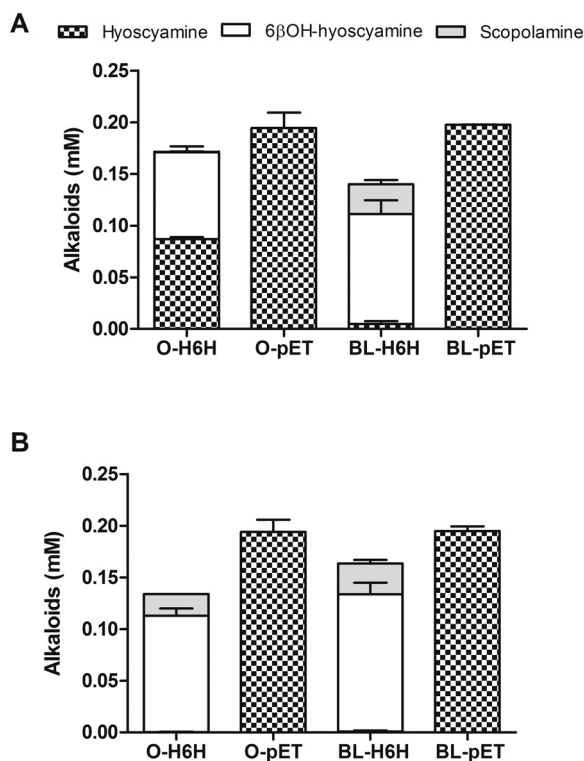 A
Hyoscyamine 6βOH-hyoscyamine Scopolamine
0.25
0.20
0.15
0.10
0.05
0.00
Alkaloids (mM)
O-H6H O-pET BL-H6H BL-pET
B
0.25
0.20
0.15
0.10
0.05
0.00
Alkaloids (mM)
O-H6H O-pET BL-H6H BL-pET